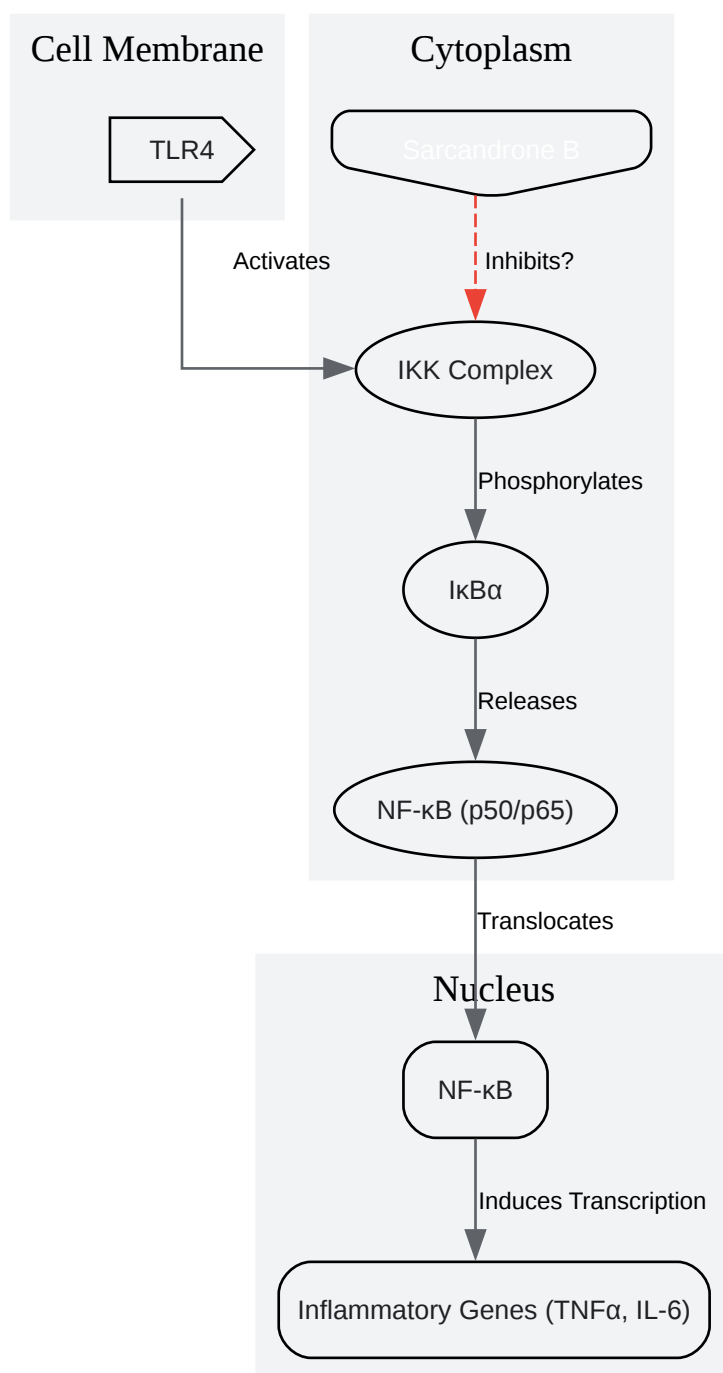 Cell Membrane
Cytoplasm
TLR4
Sarcandrone B
Activates
Inhibits?
IKK Complex
Phosphorylates
IκBα
Releases
NF-κB (p50/p65)
Translocates
Nucleus
NF-κB
Induces Transcription
Inflammatory Genes (TNFα, IL-6)